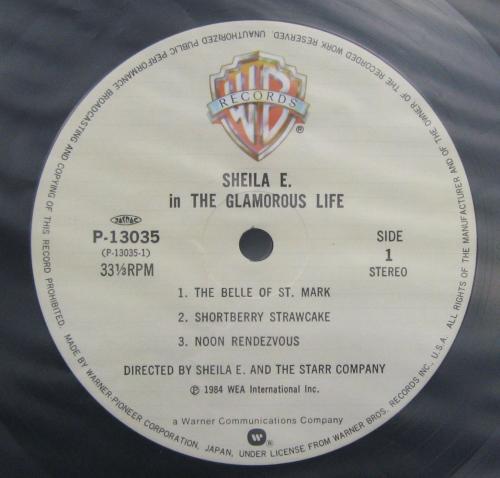 WB
RECORDS
®
SHEILA E.
in THE GLAMOROUS LIFE
JASRAC
P-13035
(P-13035-1)
33⅓RPM
SIDE
1
STEREO
1. THE BELLE OF ST. MARK
2. SHORTBERRY STRAWCAKE
3. NOON RENDEZVOUS
DIRECTED BY SHEILA E. AND THE STARR COMPANY
Ⓟ 1984 WEA International Inc.
a Warner Communications Company
W ®
MADE BY WARNER-PIONEER CORPORATION, JAPAN, UNDER LICENSE FROM WARNER BROS. RECORDS INC., U.S.A. ALL RIGHTS OF THE MANUFACTURER AND OF THE OWNER OF THE RECORDED WORK RESERVED. UNAUTHORIZED PUBLIC PERFORMANCE BROADCASTING AND COPYING OF THIS RECORD PROHIBITED.